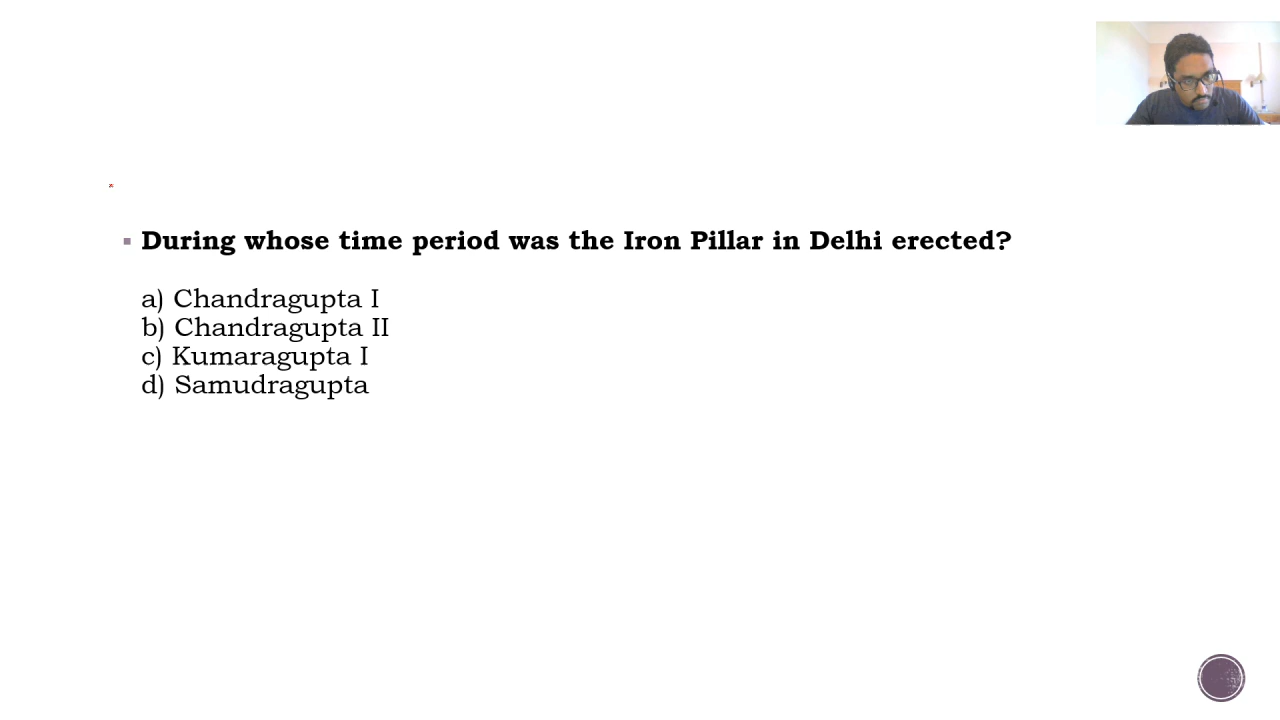 During whose time period was the Iron Pillar in Delhi erected?
a) Chandragupta I
b) Chandragupta II
c) Kumaragupta I
d) Samudragupta